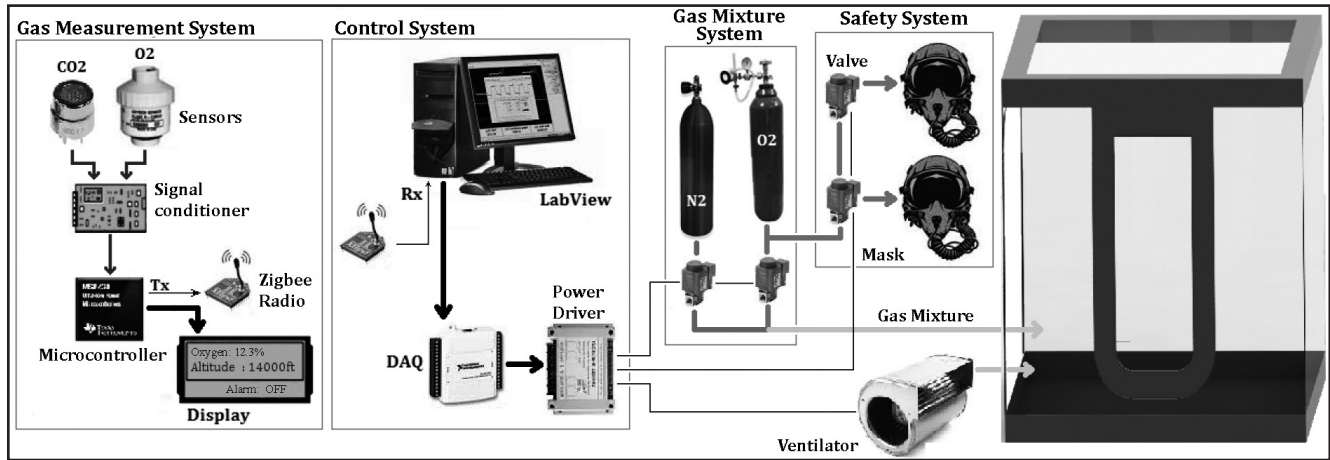 Gas Measurement System
CO2
O2
Sensors
Signal
conditioner
Tx
Zigbee
Radio
Microcontroller
TEXAS
INSTRUMENTS
Oxygen: 12.3%
Altitude : 14000ft
Alarm: OFF
Display
Control System
Rx
LabView
Power
Driver
DAQ
Gas Mixture
System
N2
O2
Safety System
Valve
Mask
Gas Mixture
Ventilator